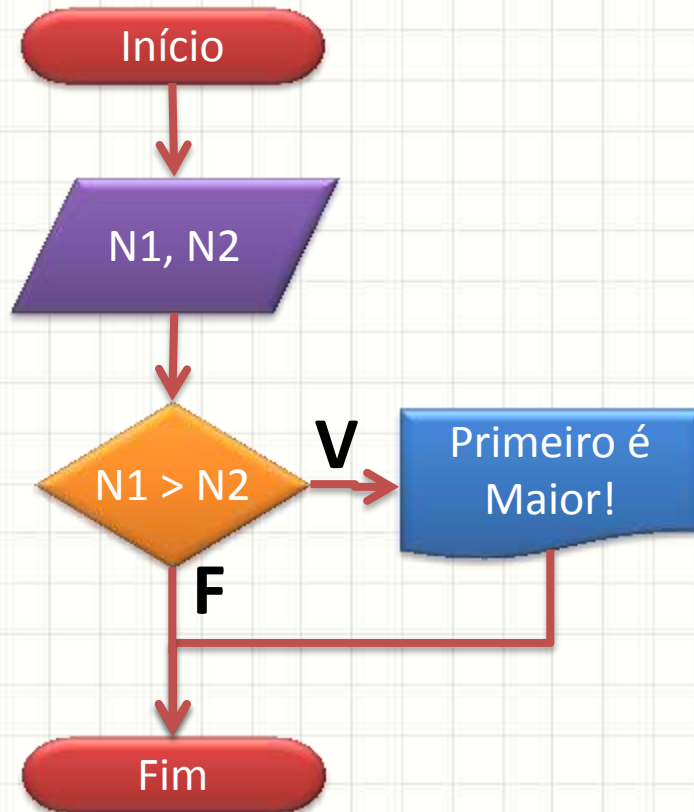 Início
N1, N2
N1 > N2
V
Primeiro é
Maior!
F
Fim